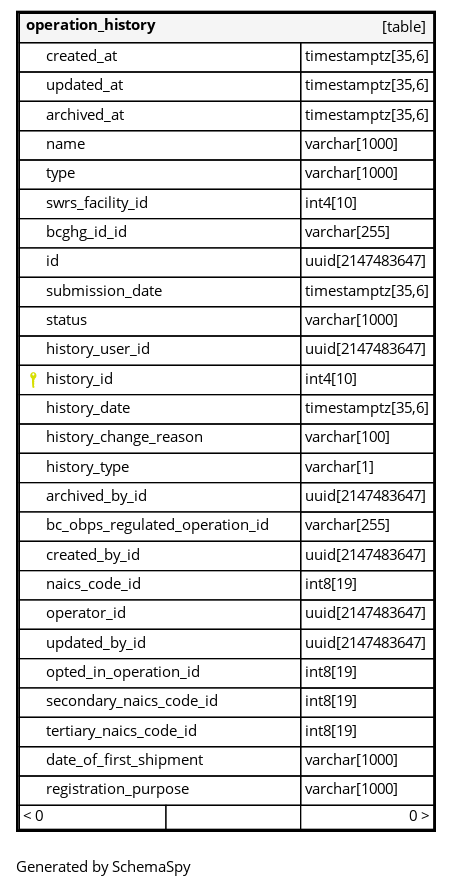 operation_history [table]
created_at timestamptz[35,6]
updated_at timestamptz[35,6]
archived_at timestamptz[35,6]
name varchar[1000]
type varchar[1000]
swrs_facility_id int4[10]
bcghg_id_id varchar[255]
id uuid[2147483647]
submission_date timestamptz[35,6]
status varchar[1000]
history_user_id uuid[2147483647]
history_id int4[10]
history_date timestamptz[35,6]
history_change_reason varchar[100]
history_type varchar[1]
archived_by_id uuid[2147483647]
bc_obps_regulated_operation_id varchar[255]
created_by_id uuid[2147483647]
naics_code_id int8[19]
operator_id uuid[2147483647]
updated_by_id uuid[2147483647]
opted_in_operation_id int8[19]
secondary_naics_code_id int8[19]
tertiary_naics_code_id int8[19]
date_of_first_shipment varchar[1000]
registration_purpose varchar[1000]
< 0 0 >
Generated by SchemaSpy